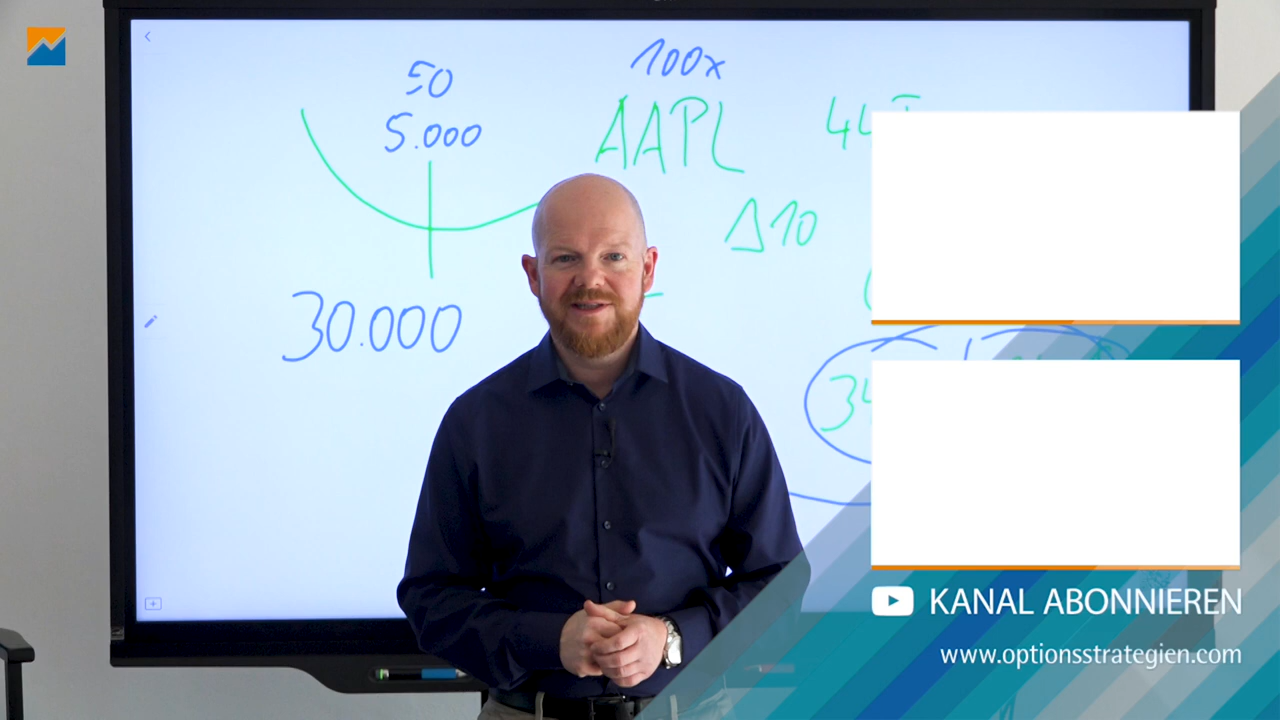 50
5.000
30.000
100x
AAPL
Δ10
KANAL ABONNIEREN
www.optionsstrategien.com